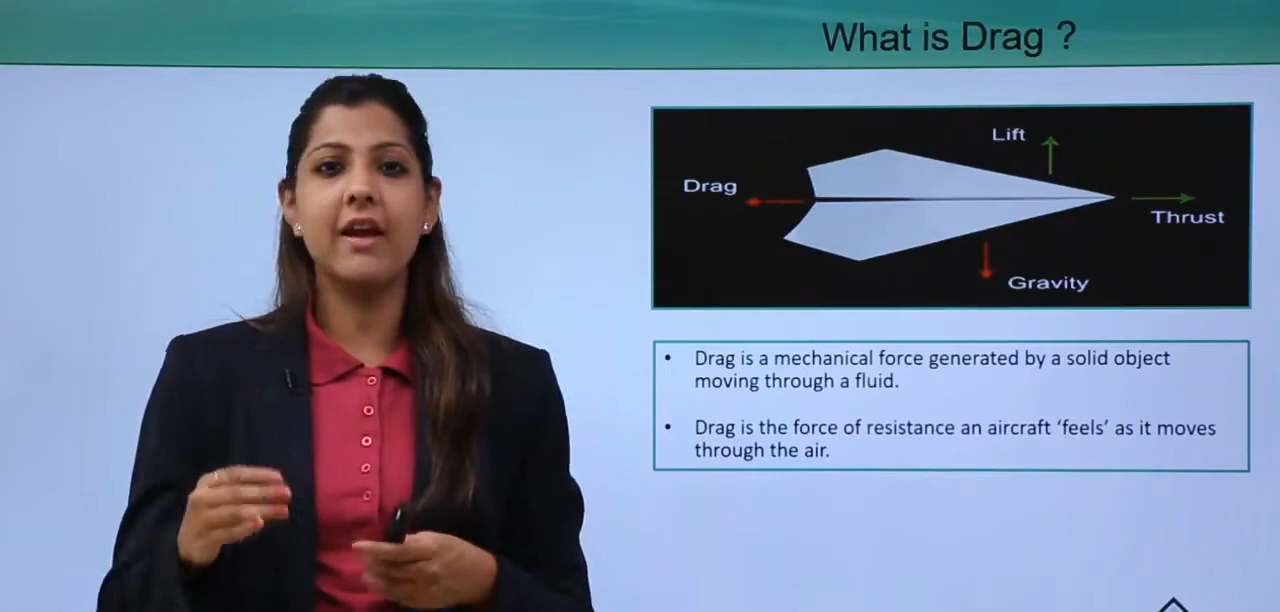 What is Drag ?
Lift
Drag
Thrust
Gravity
• Drag is a mechanical force generated by a solid object
moving through a fluid.
• Drag is the force of resistance an aircraft ‘feels’ as it moves
through the air.